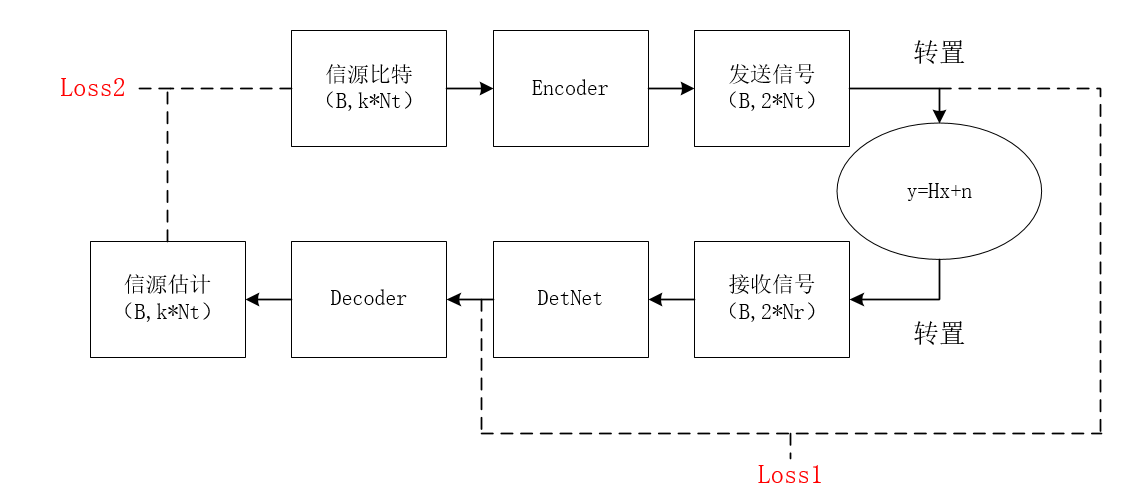 转置
信源比特
（B,k*Nt）
Encoder
发送信号
（B,2*Nt）
Loss2
y=Hx+n
信源估计
（B,k*Nt）
Decoder
DetNet
接收信号
（B,2*Nr）
转置
Loss1